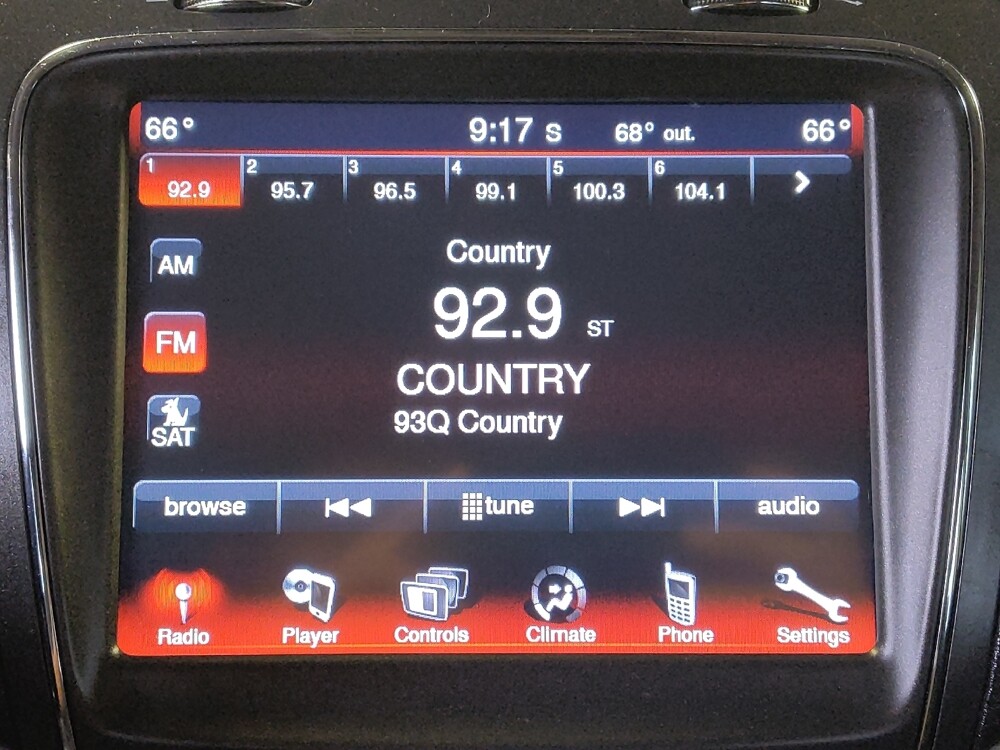 66° 9:17 S 68° out. 66°
1 2 3 4 5 6
92.9 95.7 96.5 99.1 100.3 104.1
Country
AM
92.9 ST
FM
COUNTRY
93Q Country
SAT
browse tune audio
Radio Player Controls Climate Phone Settings